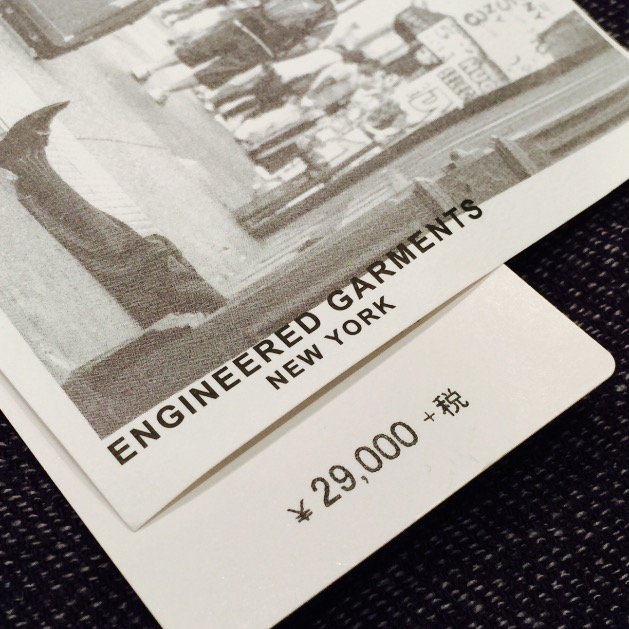 ENGINEERED GARMENTS
NEW YORK
¥29,000 +税